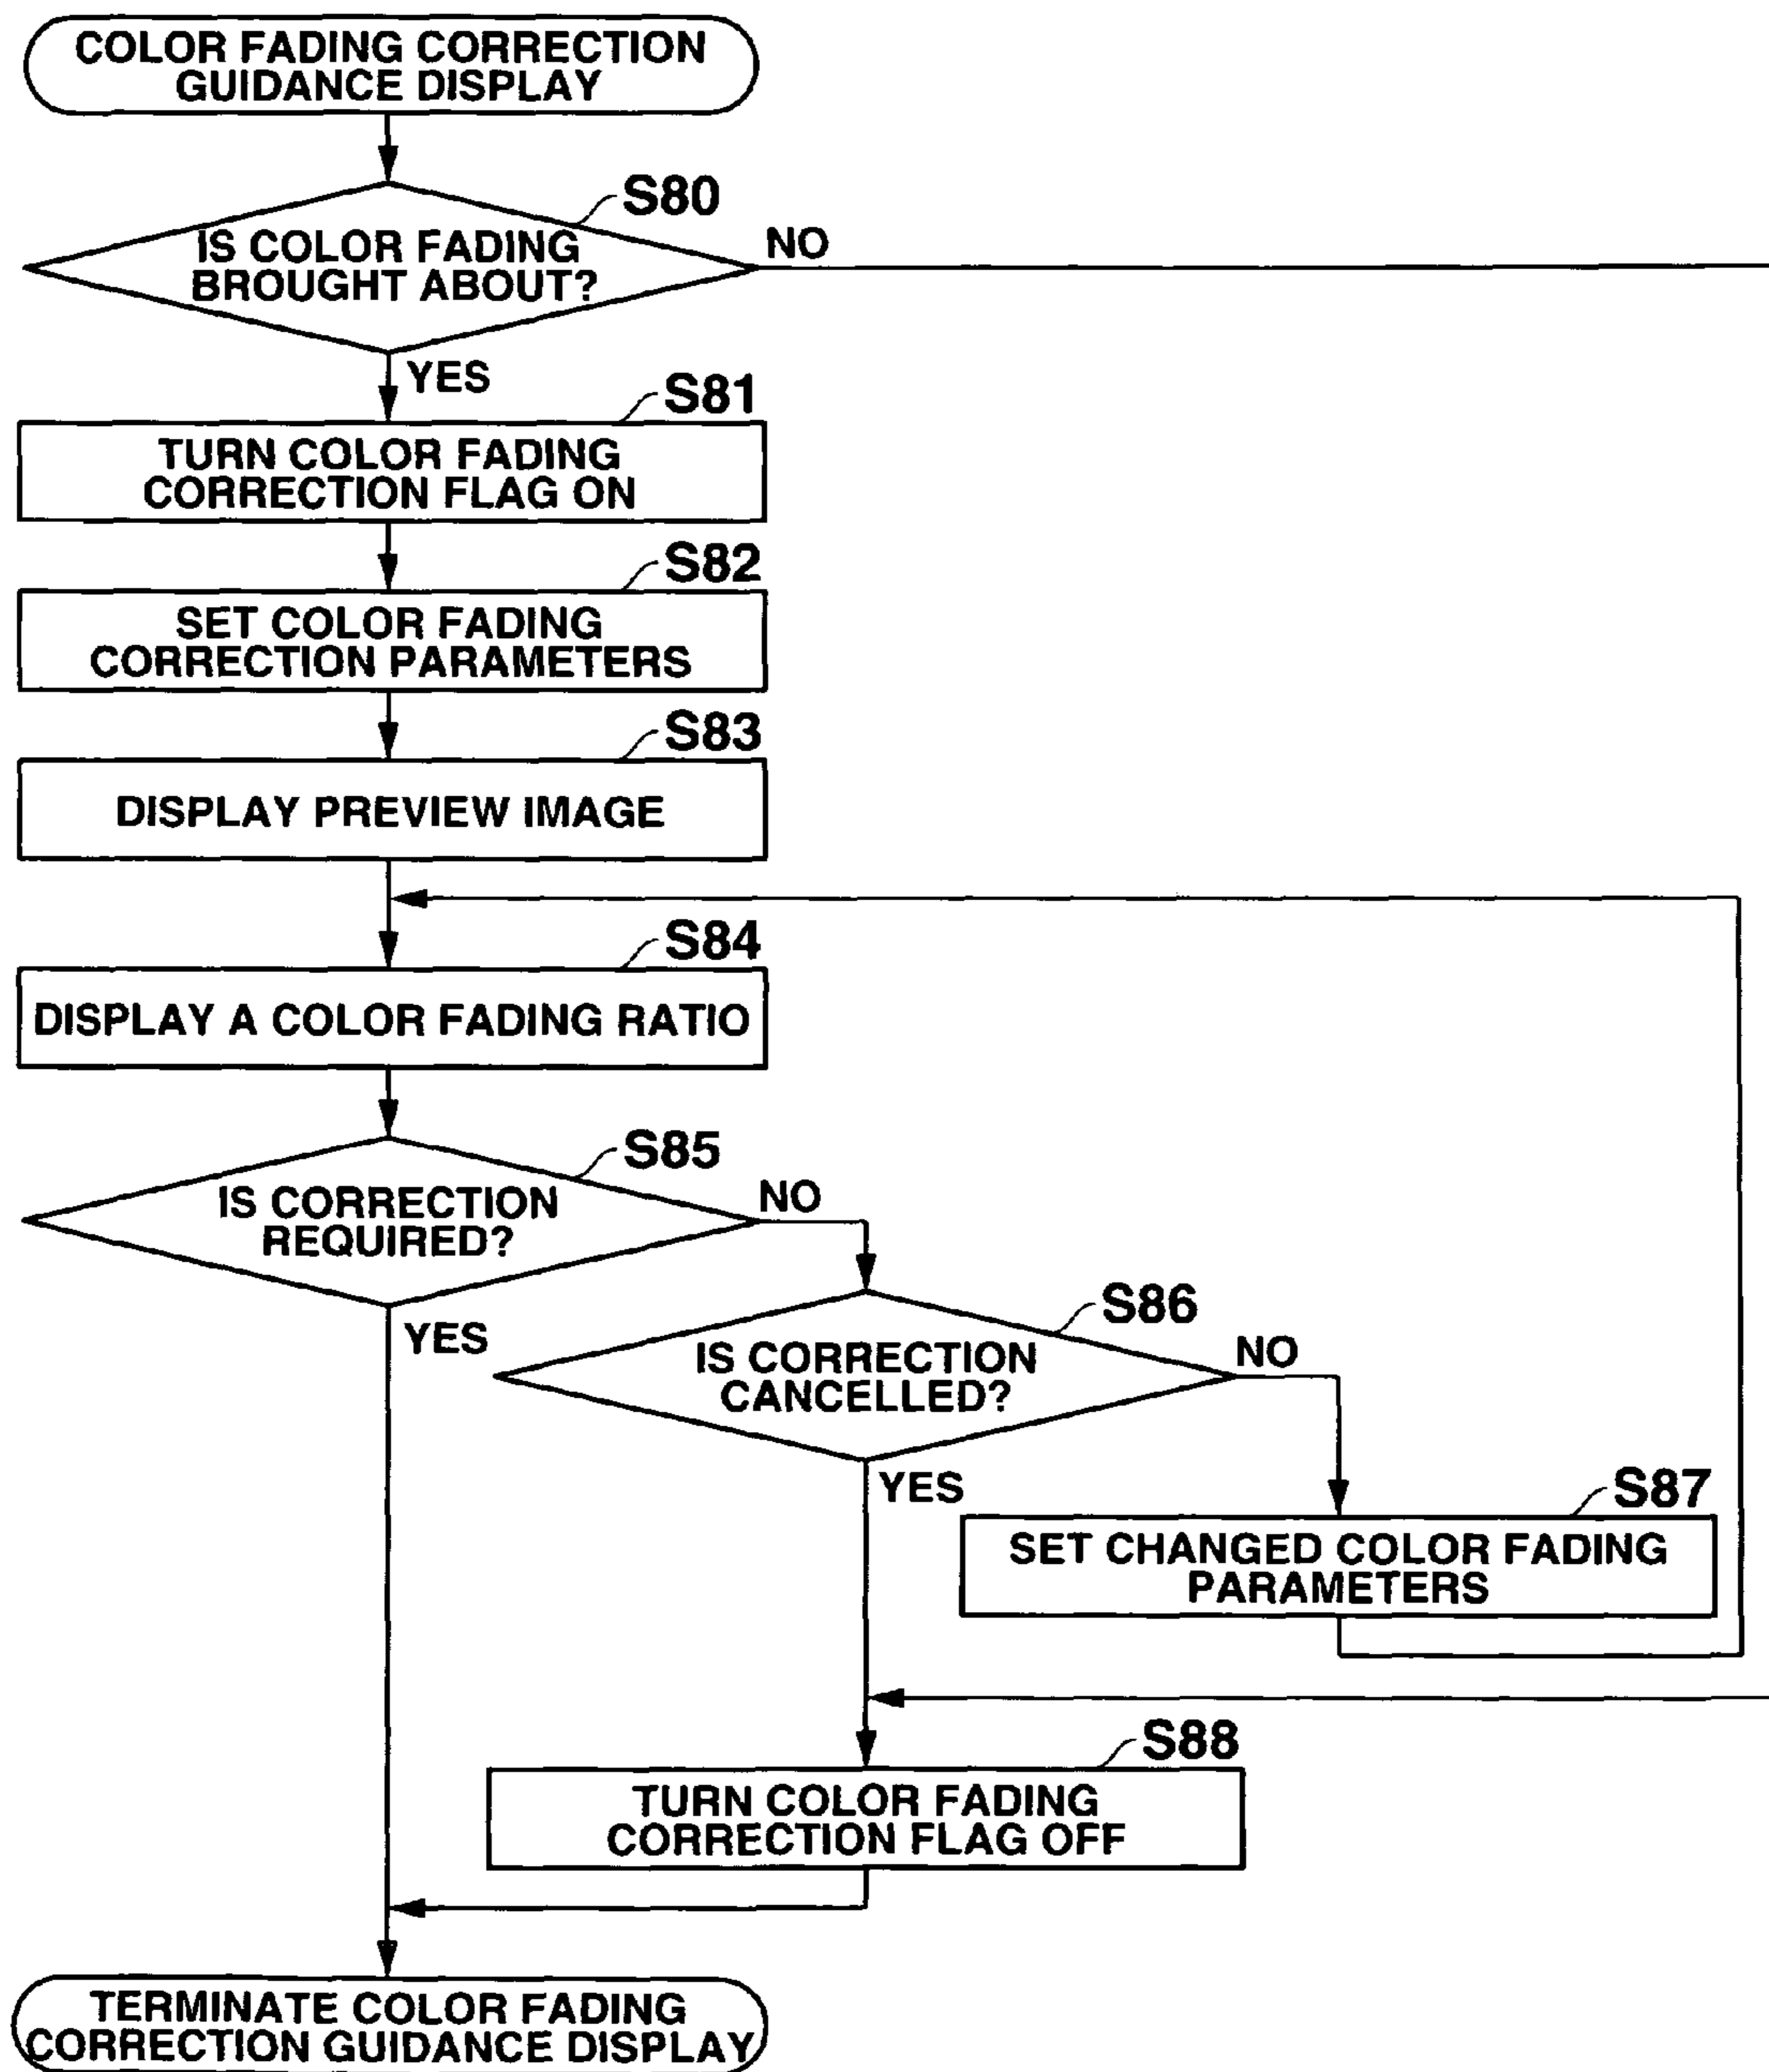 COLOR FADING CORRECTION
GUIDANCE DISPLAY
S80
IS COLOR FADING
BROUGHT ABOUT?
NO
YES
S81
TURN COLOR FADING
CORRECTION FLAG ON
S82
SET COLOR FADING
CORRECTION PARAMETERS
S83
DISPLAY PREVIEW IMAGE
S84
DISPLAY A COLOR FADING RATIO
S85
IS CORRECTION
REQUIRED?
NO
YES
S86
IS CORRECTION
CANCELLED?
NO
YES
S87
SET CHANGED COLOR FADING
PARAMETERS
S88
TURN COLOR FADING
CORRECTION FLAG OFF
TERMINATE COLOR FADING
CORRECTION GUIDANCE DISPLAY